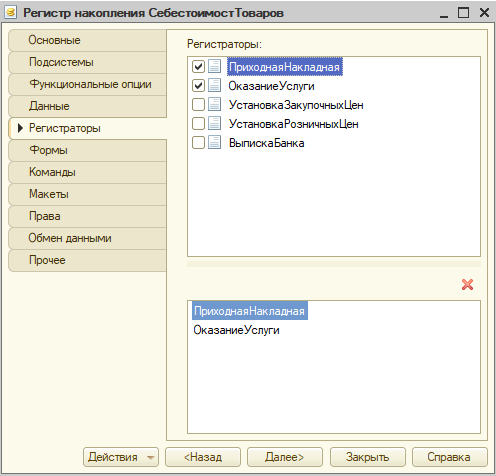 Регистр накопления СебестоимостТоваров
Основные
Подсистемы
Функциональные опции
Данные
Регистраторы
Формы
Команды
Макеты
Права
Обмен данными
Прочее
Регистраторы:
ПриходнаяНакладная
ОказаниеУслуги
УстановкаЗакупочныхЦен
УстановкаРозничныхЦен
ВыпискаБанка
ПриходнаяНакладная
ОказаниеУслуги
Действия
<Назад
Далее>
Закрыть
Справка